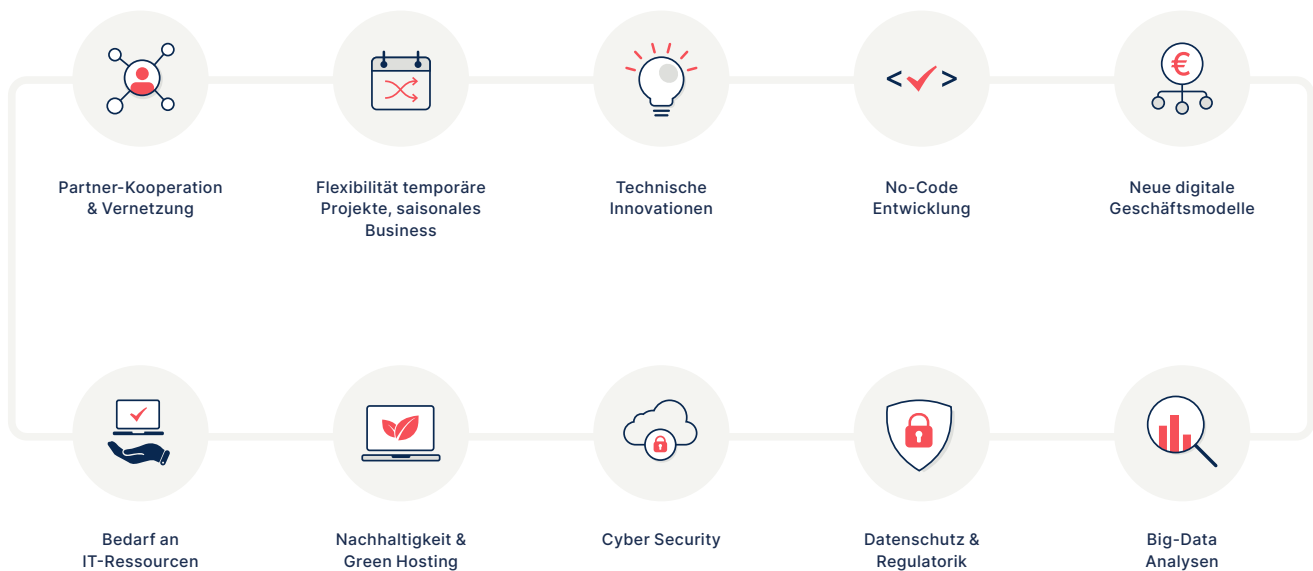 Partner-Kooperation
& Vernetzung
Flexibilität temporäre
Projekte, saisonales
Business
Technische
Innovationen
No-Code
Entwicklung
Neue digitale
Geschäftsmodelle
Bedarf an
IT-Ressourcen
Nachhaltigkeit &
Green Hosting
Cyber Security
Datenschutz &
Regulatorik
Big-Data
Analysen